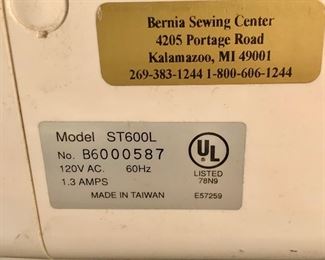 Bernia Sewing Center
4205 Portage Road
Kalamazoo, MI 49001
269-383-1244 1-800-606-1244
Model ST600L
No. B6000587
120V AC. 60Hz
1.3 AMPS
MADE IN TAIWAN
UL
LISTED
78N9
E57259